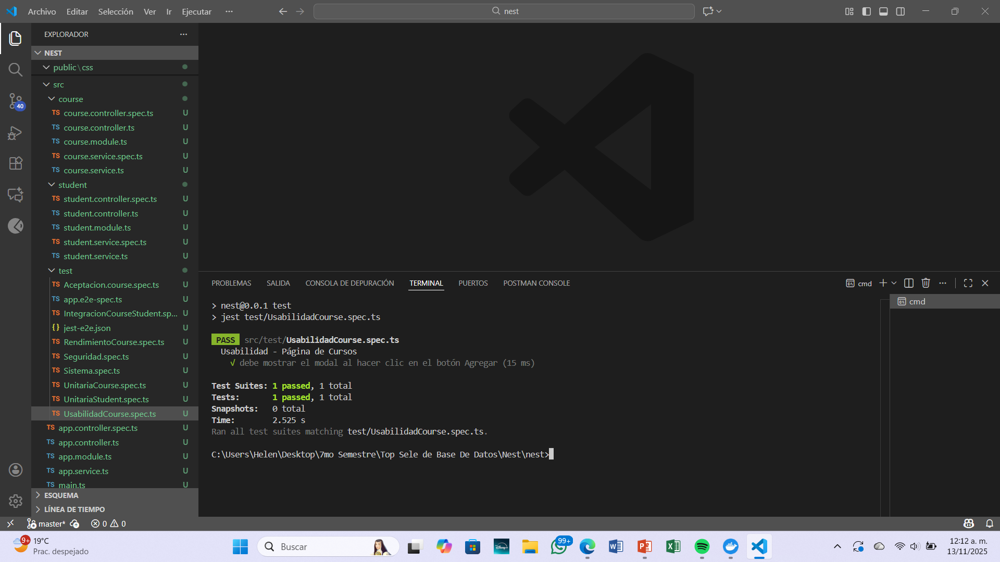 Archivo Editar Selección Ver Ir Ejecutar ···
nest
EXPLORADOR
NEST
public\css
src
course
TS course.controller.spec.ts U
TS course.controller.ts U
TS course.module.ts U
TS course.service.spec.ts U
TS course.service.ts U
student
TS student.controller.spec.ts U
TS student.controller.ts U
TS student.module.ts U
TS student.service.spec.ts U
TS student.service.ts U
test
TS Aceptacion.course.spec.ts U
TS app.e2e-spec.ts U
TS IntegracionCourseStudent.sp... U
{} jest-e2e.json U
TS RendimientoCourse.spec.ts U
TS Seguridad.spec.ts U
TS Sistema.spec.ts U
TS UnitariaCourse.spec.ts U
TS UnitariaStudent.spec.ts U
TS UsabilidadCourse.spec.ts U
TS app.controller.spec.ts U
TS app.controller.ts U
TS app.module.ts U
TS app.service.ts U
TS main.ts U
ESQUEMA
LÍNEA DE TIEMPO
40
PROBLEMAS SALIDA CONSOLA DE DEPURACIÓN TERMINAL PUERTOS POSTMAN CONSOLE
cmd
cmd
> nest@0.0.1 test
> jest test/UsabilidadCourse.spec.ts
PASS src/test/UsabilidadCourse.spec.ts
Usabilidad - Página de Cursos
√ debe mostrar el modal al hacer clic en el botón Agregar (15 ms)
Test Suites: 1 passed, 1 total
Tests: 1 passed, 1 total
Snapshots: 0 total
Time: 2.525 s
Ran all test suites matching test/UsabilidadCourse.spec.ts.
C:\Users\Helen\Desktop\7mo Semestre\Top Sele de Base De Datos\Nest\nest>
master* 0 0
9+
19°C
Prac. despejado
Buscar
Disney+
99+
12:12 a. m.
13/11/2025